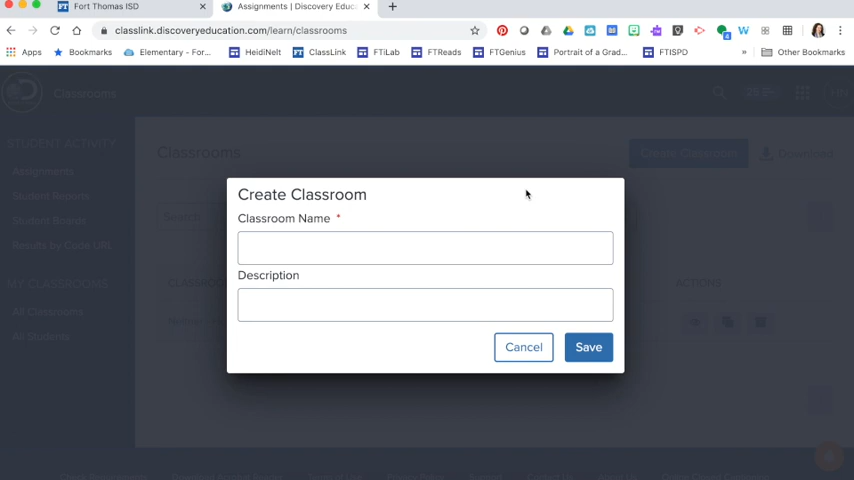 Fort Thomas ISD
Assignments | Discovery Educ
classlink.discoveryeducation.com/learn/classrooms
Apps
Bookmarks
Elementary - For...
HeidiNelt
ClassLink
FTiLab
FTReads
FTGenius
Portrait of a Grad...
FTISPD
»
Other Bookmarks
Classrooms
STUDENT ACTIVITY
Assignments
Student Reports
Student Boards
Results by Code URL
MY CLASSROOMS
All Classroom
All Students
Classrooms
Create Classroom
Download
Search
CLASSROO
ACTIONS
Create Classroom
Classroom Name *
Description
Cancel
Save